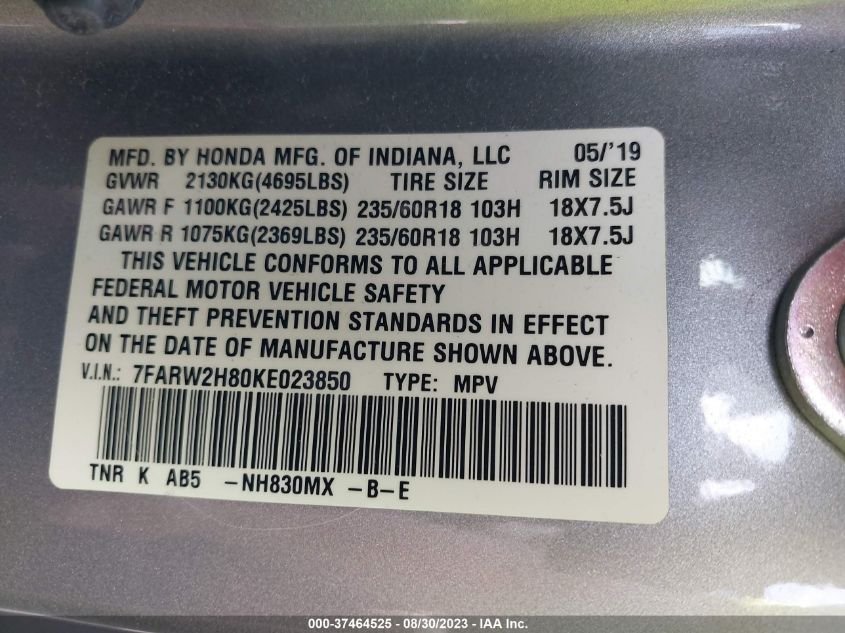 MFD. BY HONDA MFG. OF INDIANA, LLC 05/'19
GVWR 2130KG(4695LBS) TIRE SIZE RIM SIZE
GAWR F 1100KG(2425LBS) 235/60R18 103H 18X7.5J
GAWR R 1075KG(2369LBS) 235/60R18 103H 18X7.5J
THIS VEHICLE CONFORMS TO ALL APPLICABLE
FEDERAL MOTOR VEHICLE SAFETY
AND THEFT PREVENTION STANDARDS IN EFFECT
ON THE DATE OF MANUFACTURE SHOWN ABOVE.
V.I.N.: 7FARW2H80KE023850 TYPE: MPV
TNR K AB5 -NH830MX -B-E
000-37464525 - 08/30/2023 - IAA Inc.